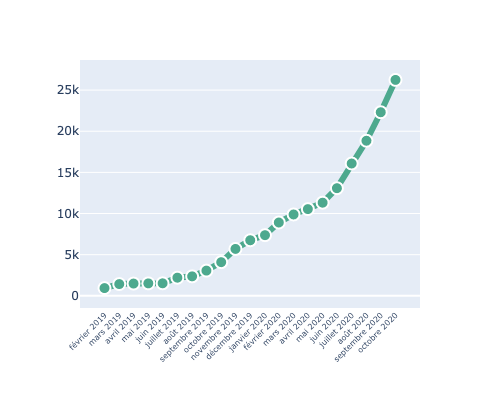 25k
20k
15k
10k
5k
0
février 2019
mars 2019
avril 2019
mai 2019
juin 2019
juillet 2019
août 2019
septembre 2019
octobre 2019
novembre 2019
décembre 2019
janvier 2020
février 2020
mars 2020
avril 2020
mai 2020
juin 2020
juillet 2020
août 2020
septembre 2020
octobre 2020